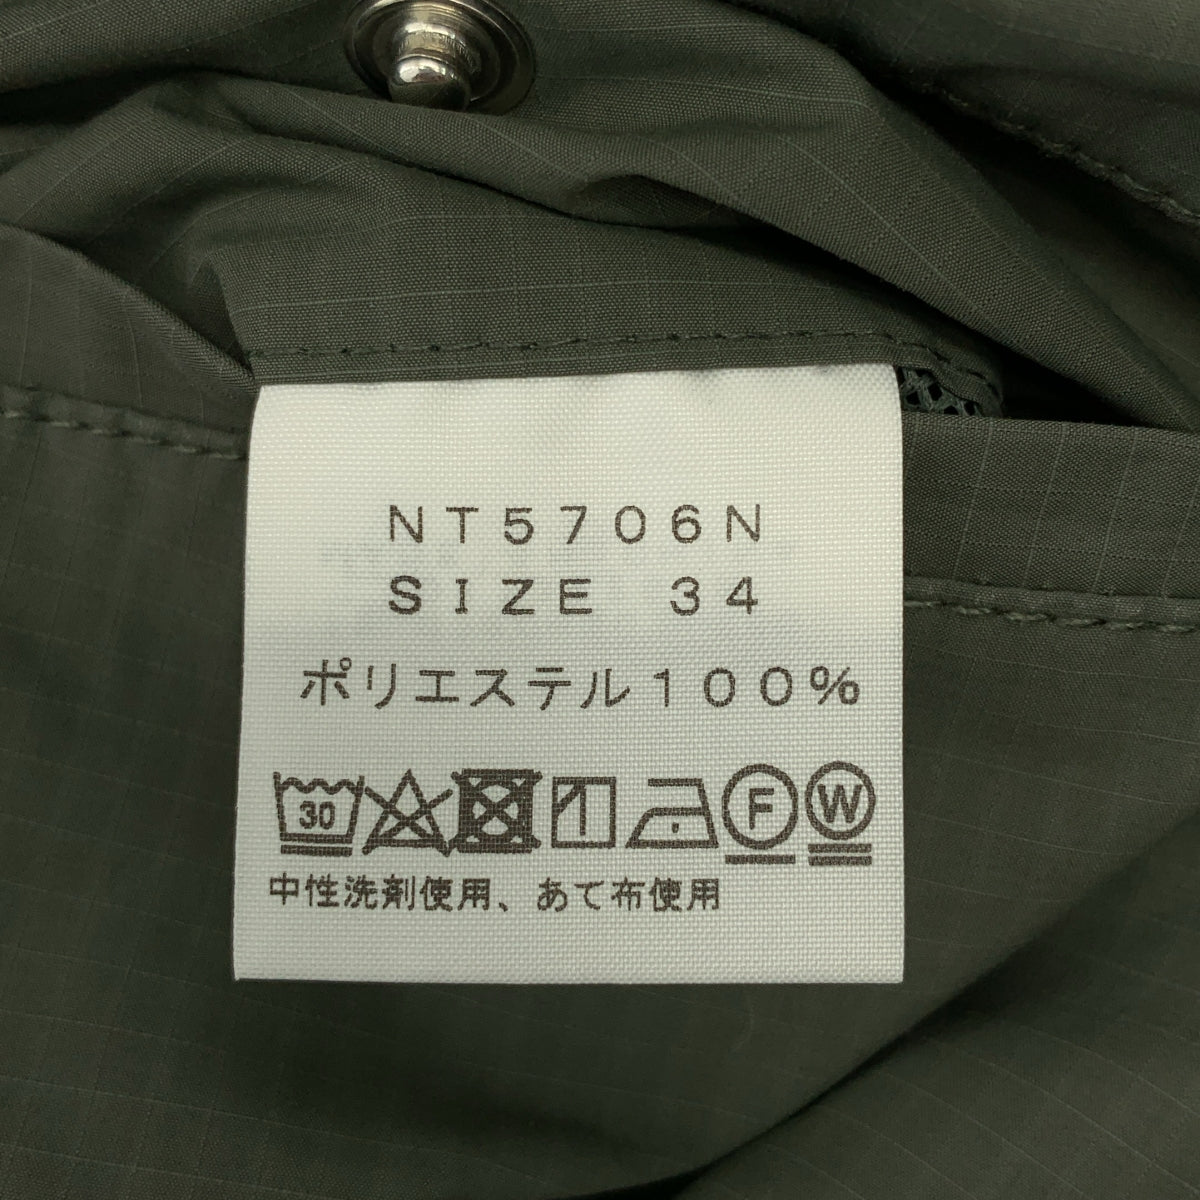 NT5706N
SIZE 34
ポリエステル100%
30 F W
中性洗剤使用、あて布使用